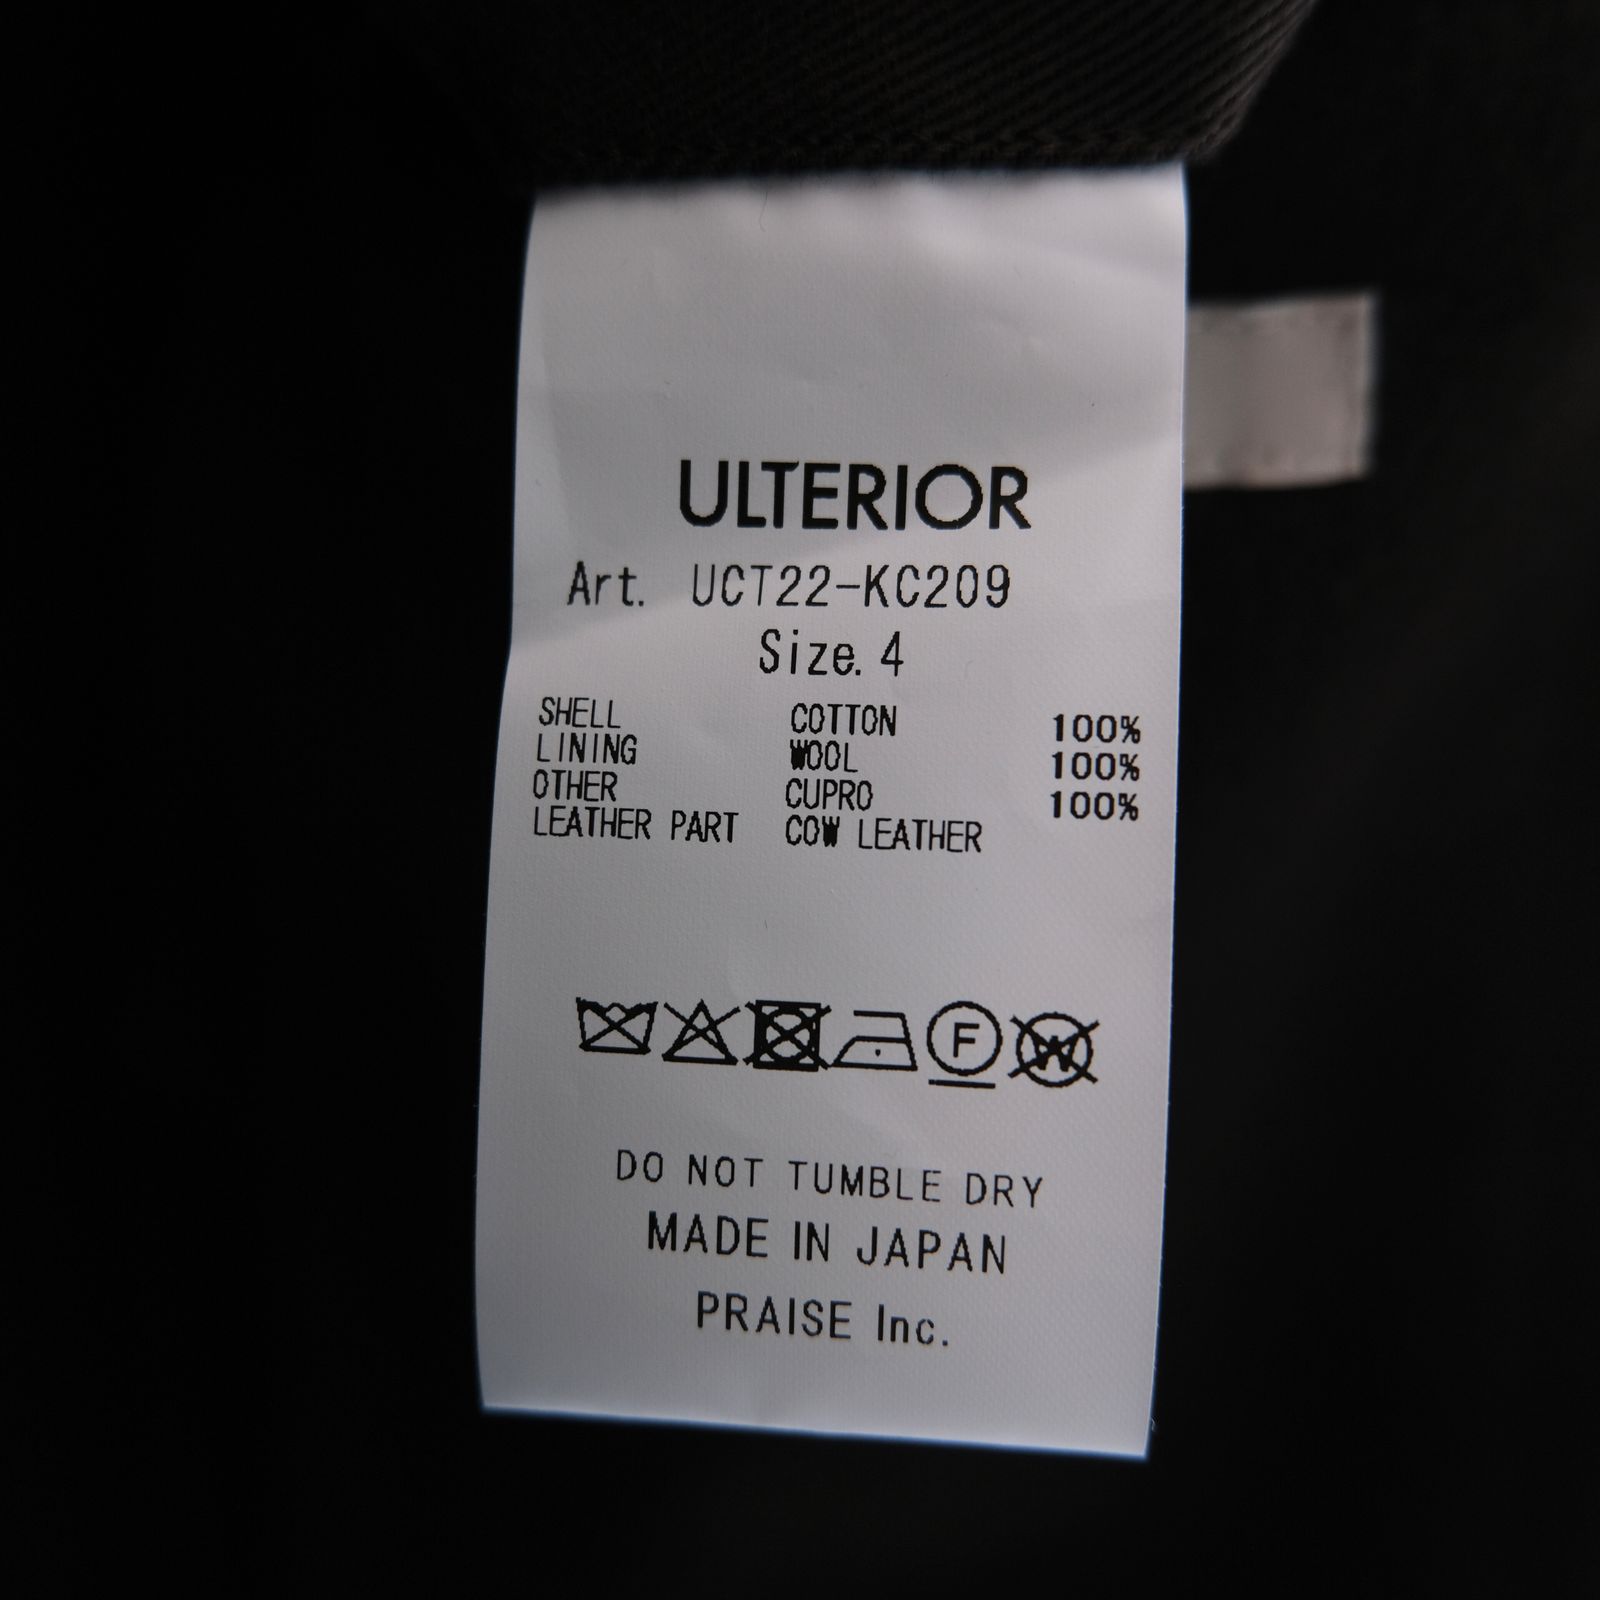 ULTERIOR
Art. UCT22-KC209
Size. 4
SHELL COTTON 100%
LINING WOOL 100%
OTHER CUPRO 100%
LEATHER PART COW LEATHER
F W
DO NOT TUMBLE DRY
MADE IN JAPAN
PRAISE Inc.